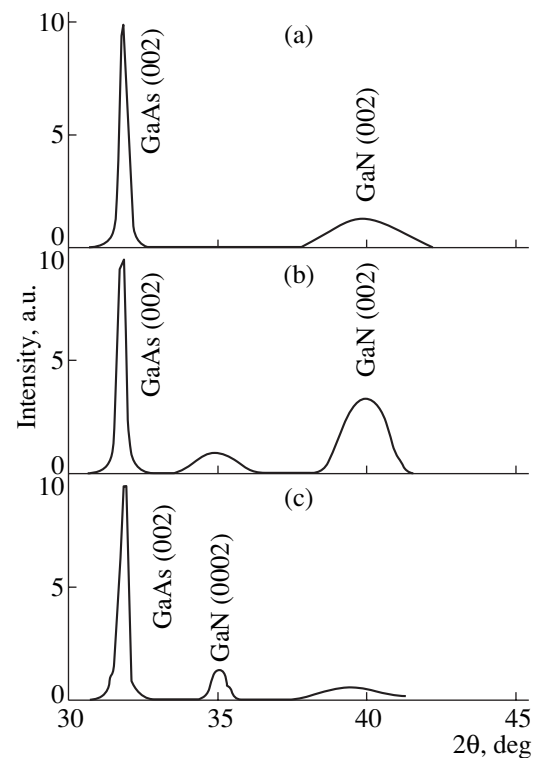 10
(a)
GaAs (002)
GaN (002)
5
0
10
(b)
GaAs (002)
GaN (002)
Intensity, a.u.
5
0
10
(c)
GaAs (002)
GaN (0002)
5
0
30 35 40 45
2θ, deg